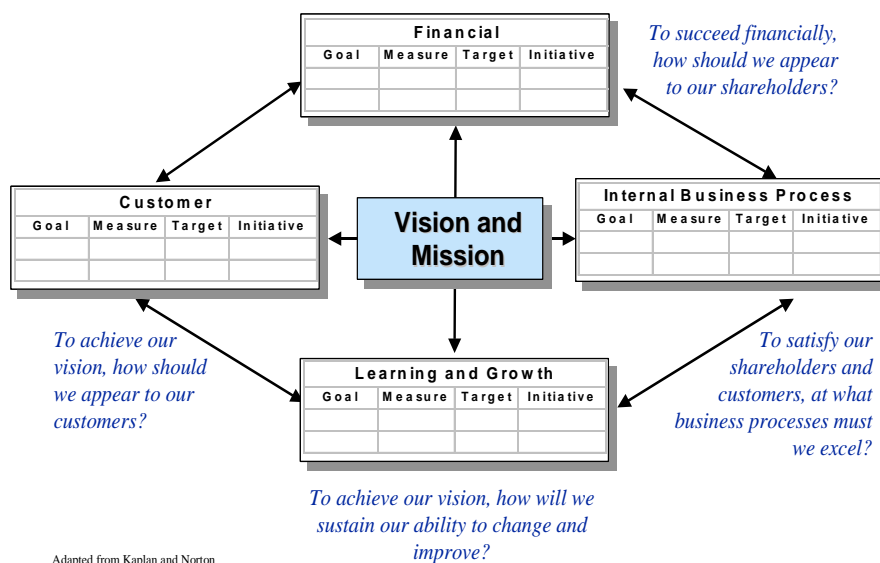 Financial
Goal Measure Target Initiative
To succeed financially,
how should we appear
to our shareholders?
Customer
Goal Measure Target Initiative
Vision and
Mission
Internal Business Process
Goal Measure Target Initiative
To achieve our
vision, how should
we appear to our
customers?
Learning and Growth
Goal Measure Target Initiative
To satisfy our
shareholders and
customers, at what
business processes must
we excel?
To achieve our vision, how will we
sustain our ability to change and
improve?
Adapted from Kaplan and Norton